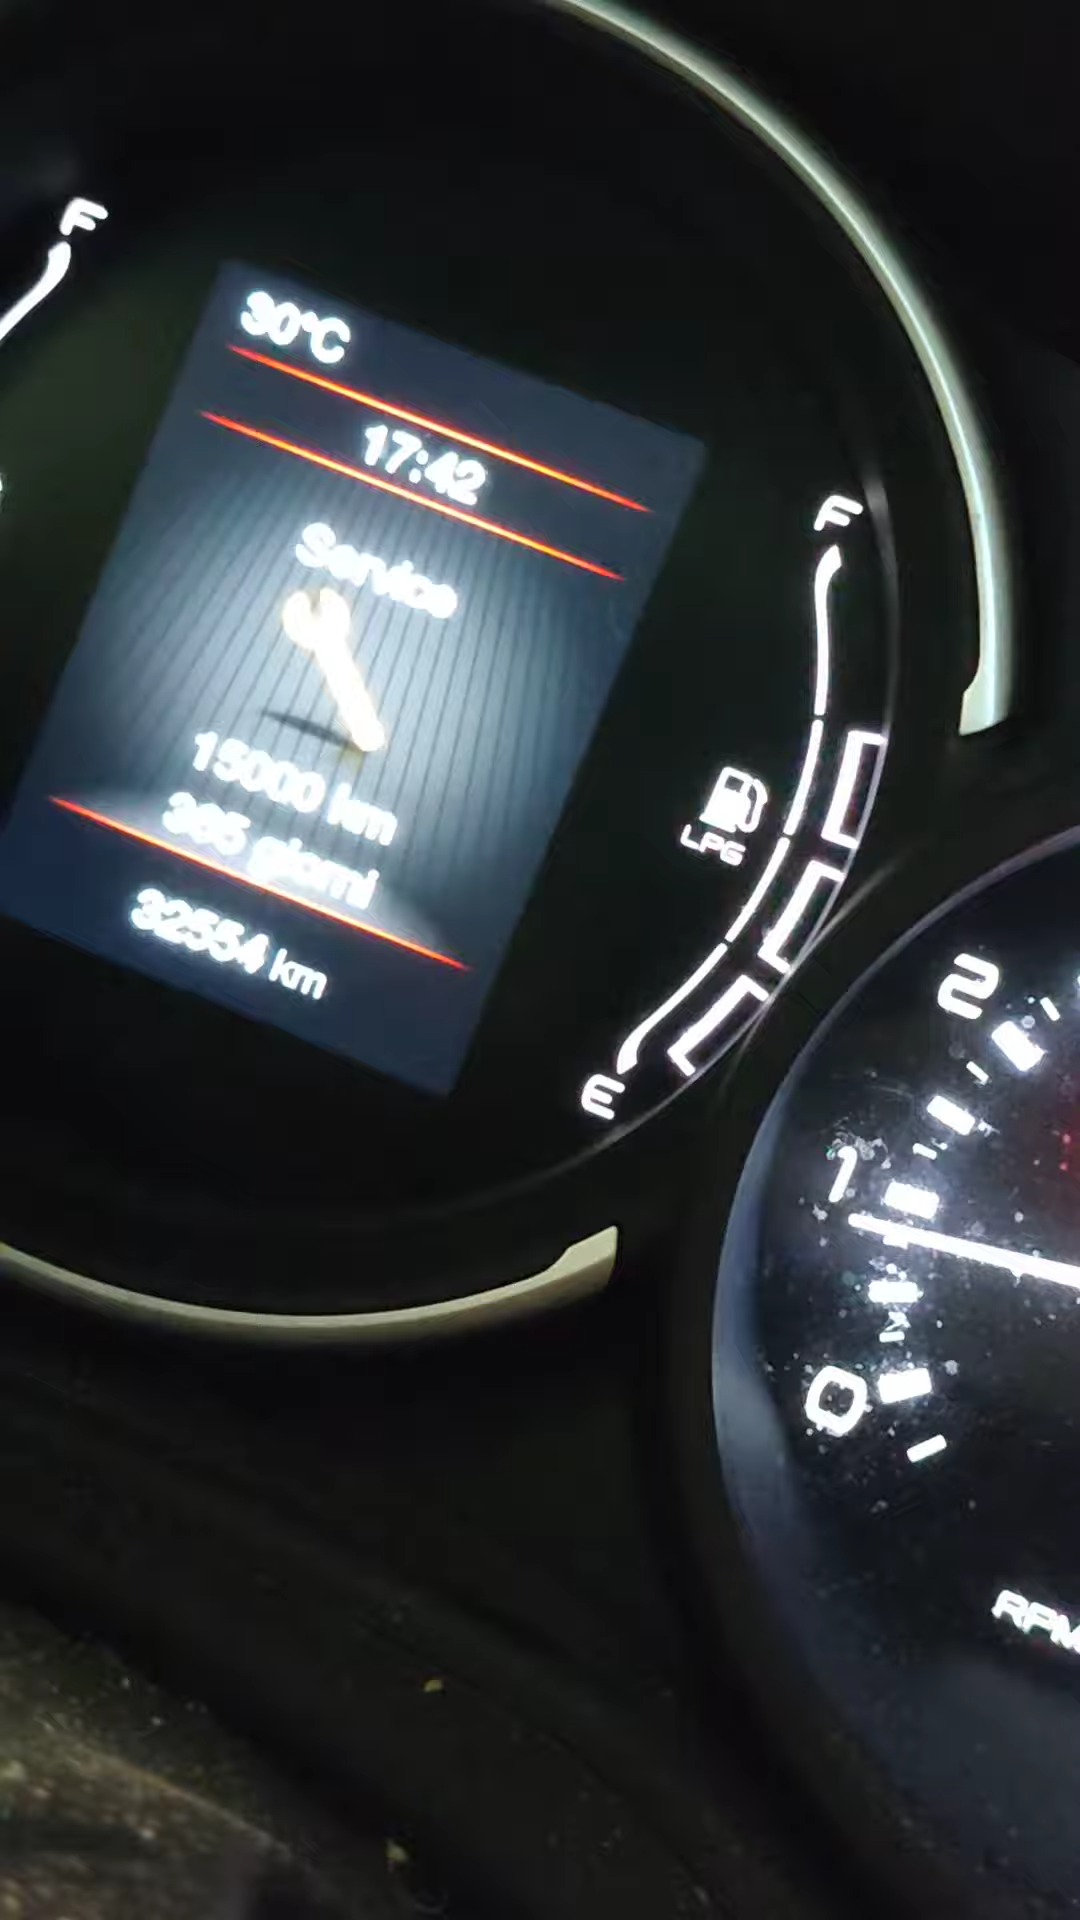 F
30°C
17:42
Service
15000 km
365 giorni
32554 km
F
LPG
E
2
1
0
RPM